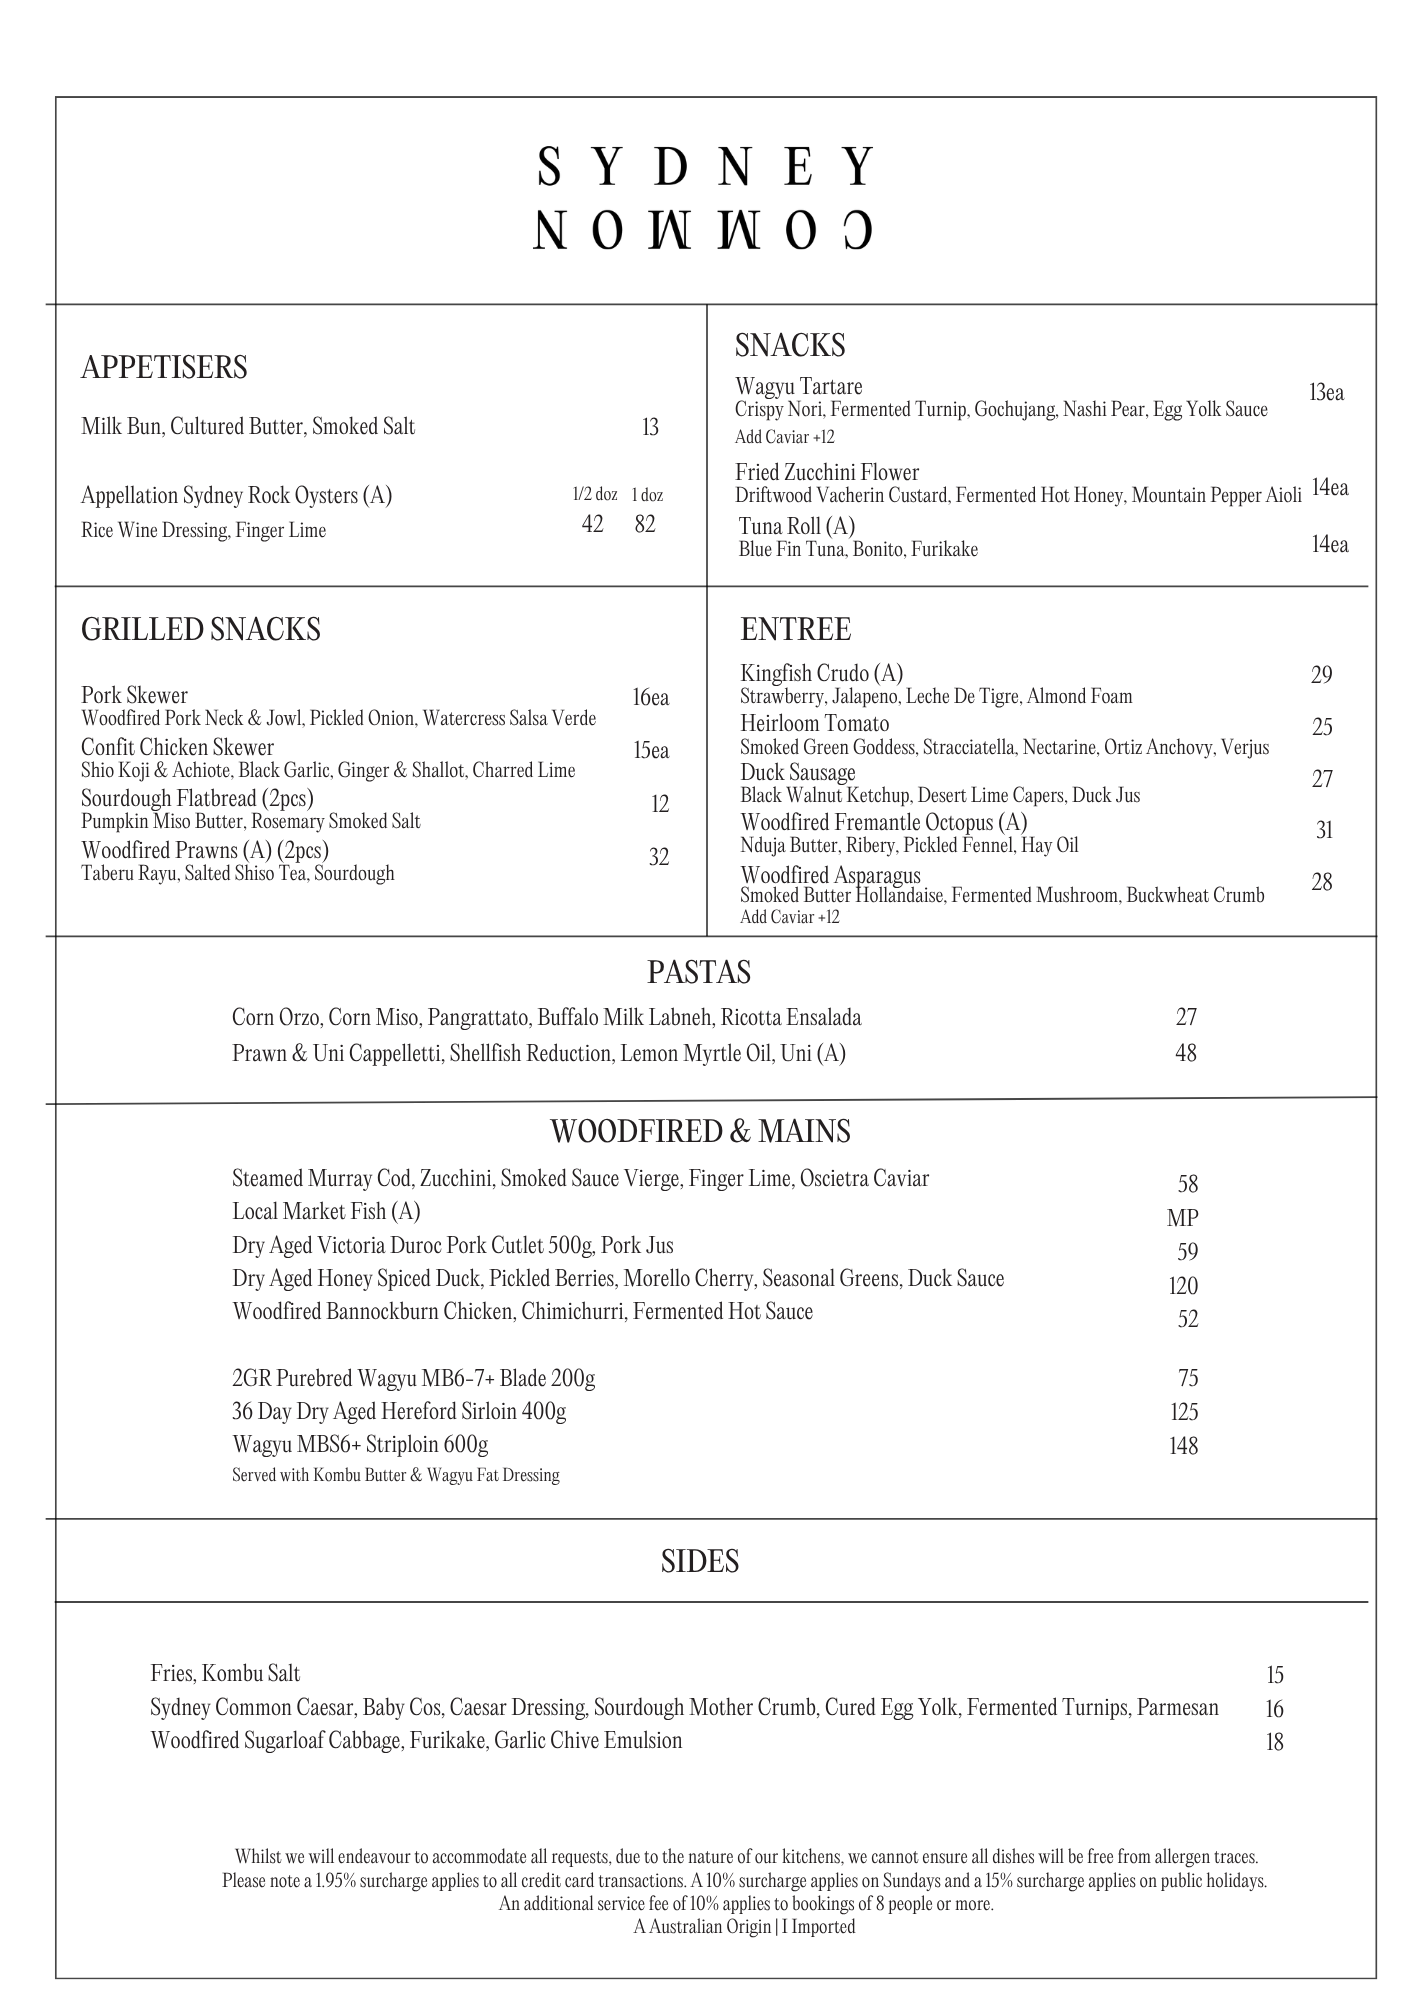 SYDNEY
COMMON
APPETISERS
Milk Bun, Cultured Butter, Smoked Salt 13
Appellation Sydney Rock Oysters (A) 1/2 doz 1 doz
Rice Wine Dressing, Finger Lime 42 82
SNACKS
Wagyu Tartare 13ea
Crispy Nori, Fermented Turnip, Gochujang, Nashi Pear, Egg Yolk Sauce
Add Caviar +12
Fried Zucchini Flower
Driftwood Vacherin Custard, Fermented Hot Honey, Mountain Pepper Aioli 14ea
Tuna Roll (A)
Blue Fin Tuna, Bonito, Furikake 14ea
GRILLED SNACKS
Pork Skewer 16ea
Woodfired Pork Neck & Jowl, Pickled Onion, Watercress Salsa Verde
Confit Chicken Skewer 15ea
Shio Koji & Achiote, Black Garlic, Ginger & Shallot, Charred Lime
Sourdough Flatbread (2pcs) 12
Pumpkin Miso Butter, Rosemary Smoked Salt
Woodfired Prawns (A) (2pcs) 32
Taberu Rayu, Salted Shiso Tea, Sourdough
ENTREE
Kingfish Crudo (A) 29
Strawberry, Jalapeno, Leche De Tigre, Almond Foam
Heirloom Tomato 25
Smoked Green Goddess, Stracciatella, Nectarine, Ortiz Anchovy, Verjus
Duck Sausage 27
Black Walnut Ketchup, Desert Lime Capers, Duck Jus
Woodfired Fremantle Octopus (A) 31
Nduja Butter, Ribery, Pickled Fennel, Hay Oil
Woodfired Asparagus 28
Smoked Butter Hollandaise, Fermented Mushroom, Buckwheat Crumb
Add Caviar +12
PASTAS
Corn Orzo, Corn Miso, Pangrattato, Buffalo Milk Labneh, Ricotta Ensalada 27
Prawn & Uni Cappelletti, Shellfish Reduction, Lemon Myrtle Oil, Uni (A) 48
WOODFIRED & MAINS
Steamed Murray Cod, Zucchini, Smoked Sauce Vierge, Finger Lime, Oscietra Caviar 58
Local Market Fish (A) MP
Dry Aged Victoria Duroc Pork Cutlet 500g, Pork Jus 59
Dry Aged Honey Spiced Duck, Pickled Berries, Morello Cherry, Seasonal Greens, Duck Sauce 120
Woodfired Bannockburn Chicken, Chimichurri, Fermented Hot Sauce 52
2GR Purebred Wagyu MB6-7+ Blade 200g 75
36 Day Dry Aged Hereford Sirloin 400g 125
Wagyu MBS6+ Striploin 600g 148
Served with Kombu Butter & Wagyu Fat Dressing
SIDES
Fries, Kombu Salt 15
Sydney Common Caesar, Baby Cos, Caesar Dressing, Sourdough Mother Crumb, Cured Egg Yolk, Fermented Turnips, Parmesan 16
Woodfired Sugarloaf Cabbage, Furikake, Garlic Chive Emulsion 18
Whilst we will endeavour to accommodate all requests, due to the nature of our kitchens, we cannot ensure all dishes will be free from allergen traces.
Please note a 1.95% surcharge applies to all credit card transactions. A 10% surcharge applies on Sundays and a 15% surcharge applies on public holidays.
An additional service fee of 10% applies to bookings of 8 people or more.
A Australian Origin | I Imported